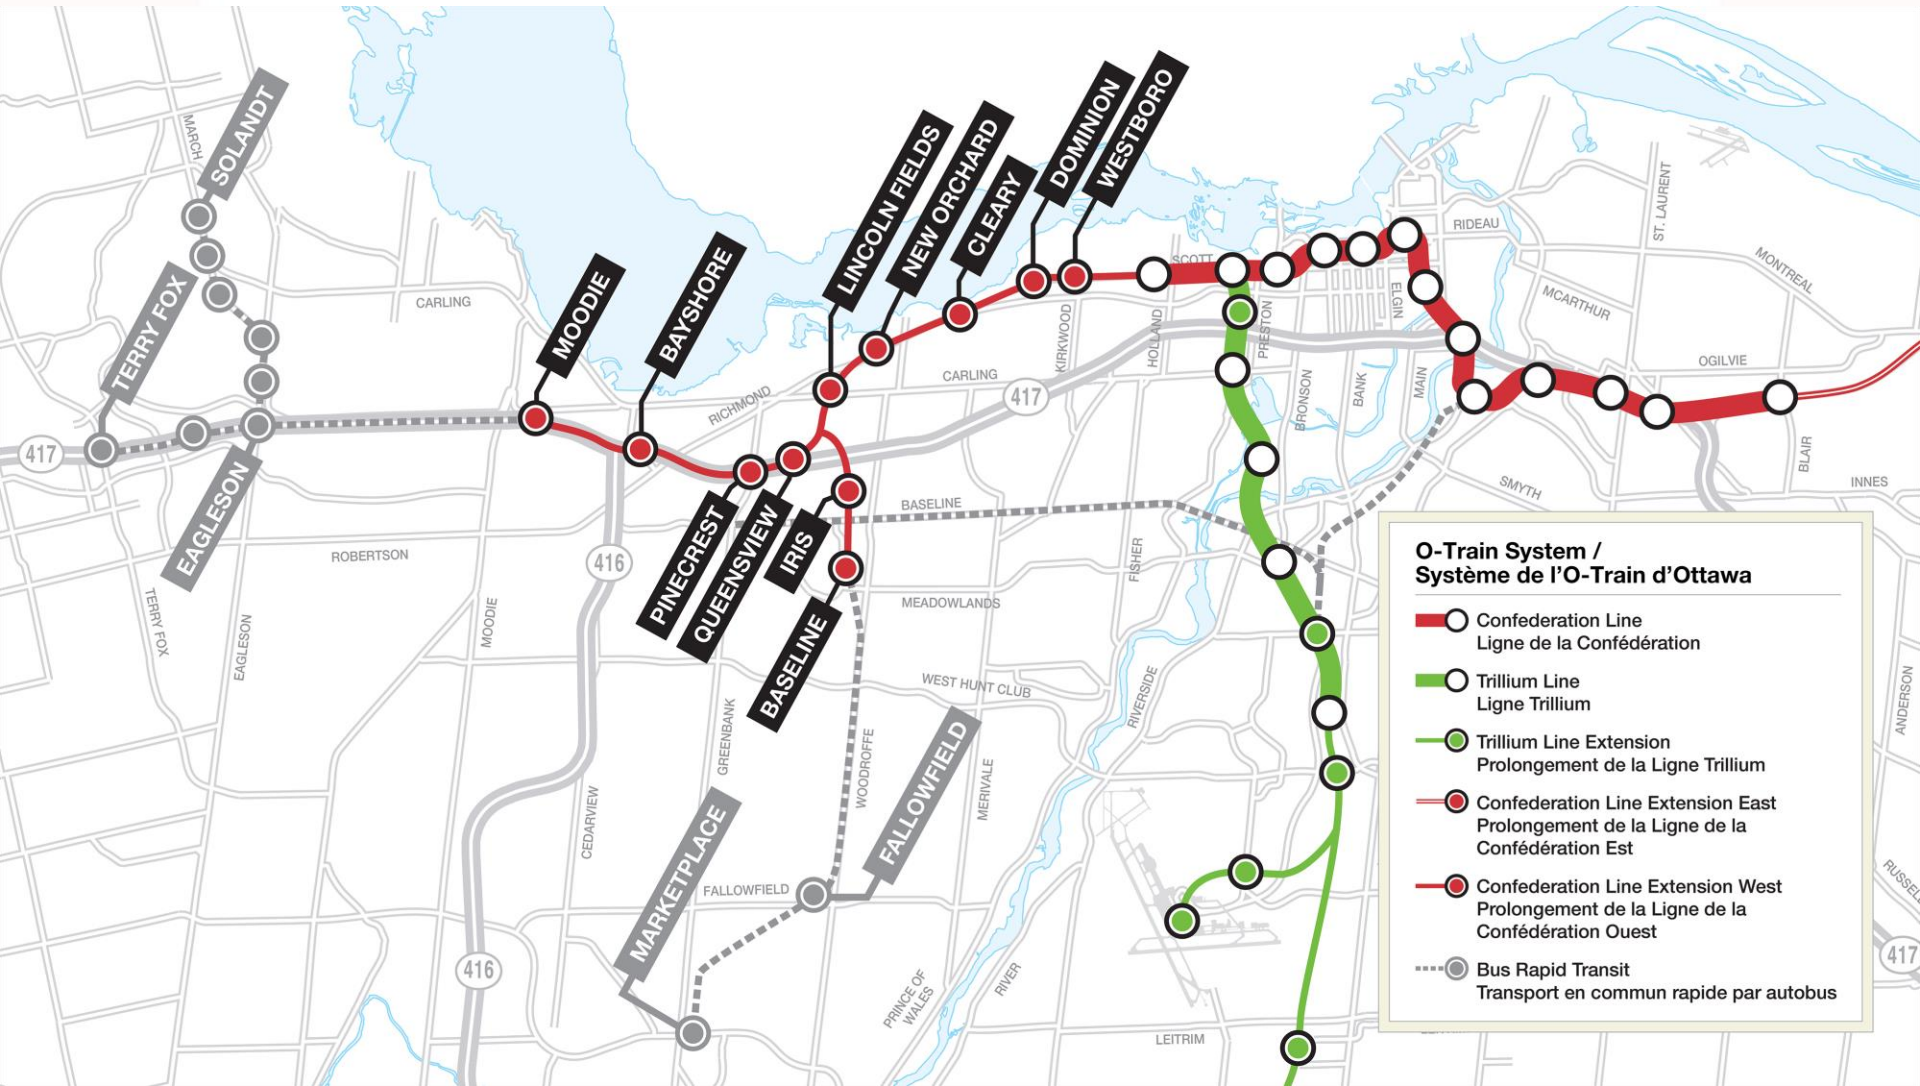 SOLANDT
MARCH
TERRY FOX
CARLING
MOODIE
BAYSHORE
LINCOLN FIELDS
NEW ORCHARD
CLEARY
DOMINION
WESTBORO
SCOTT
RIDEAU
ST. LAURENT
MONTREAL
MCARTHUR
ELGIN
PRESTON
KIRKWOOD
HOLLAND
OGILVIE
RICHMOND
CARLING
417
BRONSON
BANK
MAIN
417
EAGLESON
BLAIR
INNES
SMYTH
BASELINE
PINECREST
QUEENSVIEW
IRIS
BASELINE
ROBERTSON
416
FISHER
MEADOWLANDS
TERRY FOX
EAGLESON
MOODIE
WEST HUNT CLUB
RIVERSIDE
GREENBANK
WOODROFFE
FALLOWFIELD
MERIVALE
CEDARVIEW
MARKETPLACE
FALLOWFIELD
416
PRINCE OF
WALES
RIVER
LEITRIM
ANDERSON
417
O-Train System /
Système de l'O-Train d'Ottawa
Confederation Line
Ligne de la Confédération
Trillium Line
Ligne Trillium
Trillium Line Extension
Prolongement de la Ligne Trillium
Confederation Line Extension East
Prolongement de la Ligne de la
Confédération Est
Confederation Line Extension West
Prolongement de la Ligne de la
Confédération Ouest
Bus Rapid Transit
Transport en commun rapide par autobus